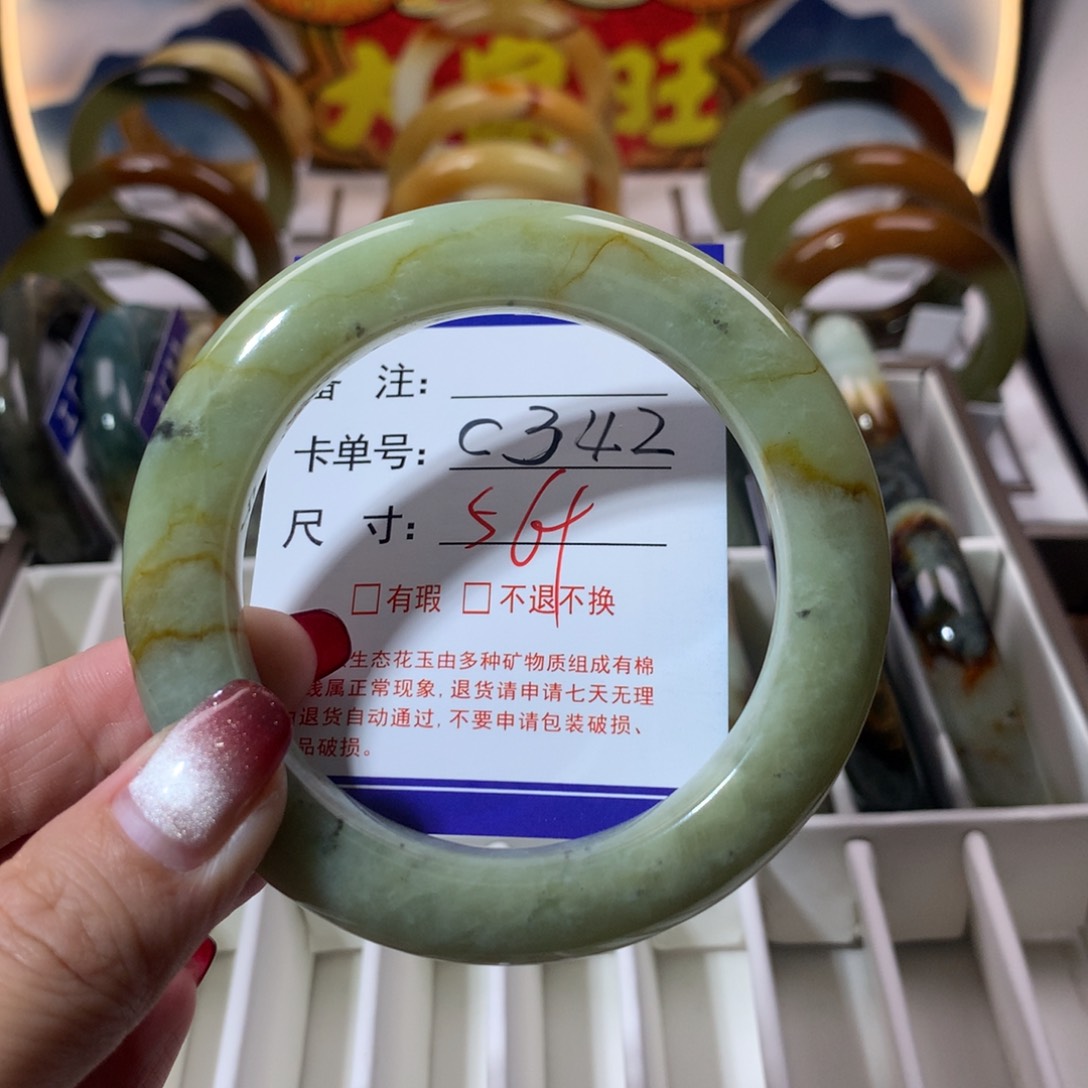 大 旺
注:
卡单号: C342
尺 寸: 56+
□有瑕 □不退不换
生态花玉由多种矿物质组成有棉
线属正常现象,退货请申请七天无理
退货自动通过,不要申请包装破损、
品破损。